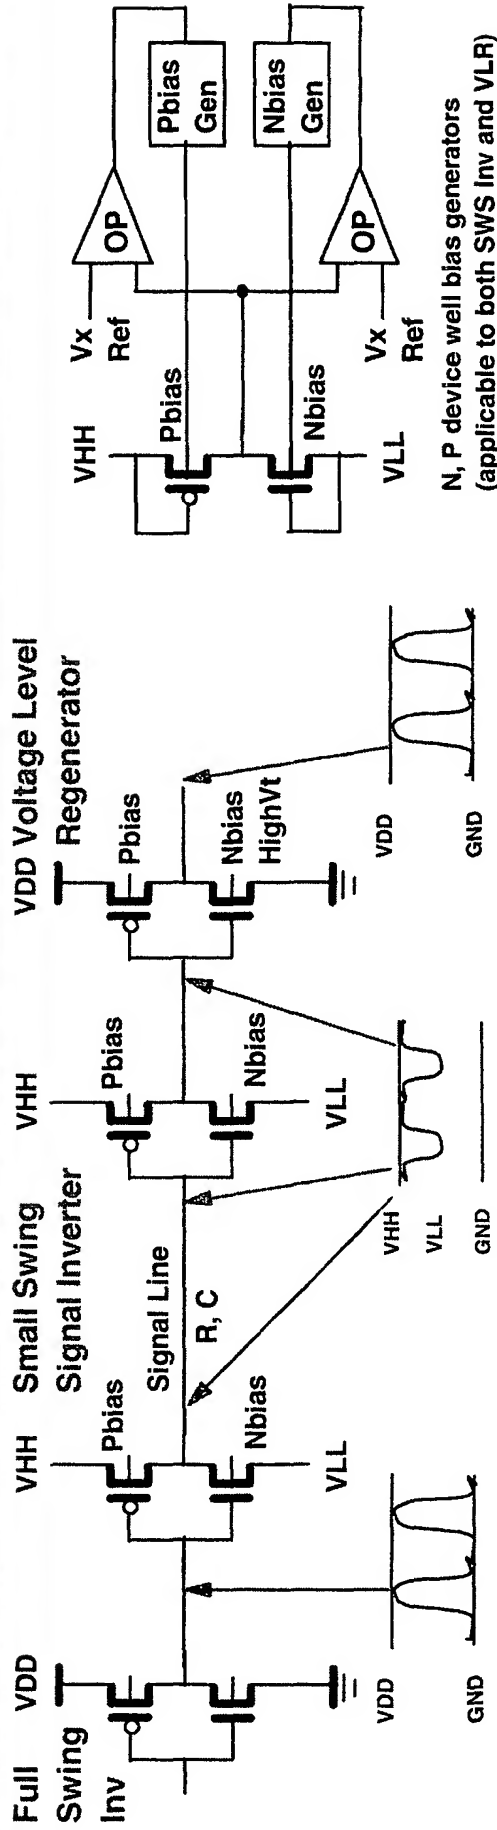 Full
Swing
Inv
VDD
VHH
Small Swing
Signal Inverter
VHH
VDD Voltage Level
Regenerator
Pbias
Nbias
VLL
Signal Line
R, C
Pbias
Nbias
VLL
Pbias
Nbias
HighVt
VDD
GND
VHH
VLL
GND
VDD
GND
VHH
Pbias
Nbias
VLL
Vx
Ref
OP
Pbias
Gen
Nbias
Gen
Vx
Ref
OP
N, P device well bias generators
(applicable to both SWS Inv and VLR)